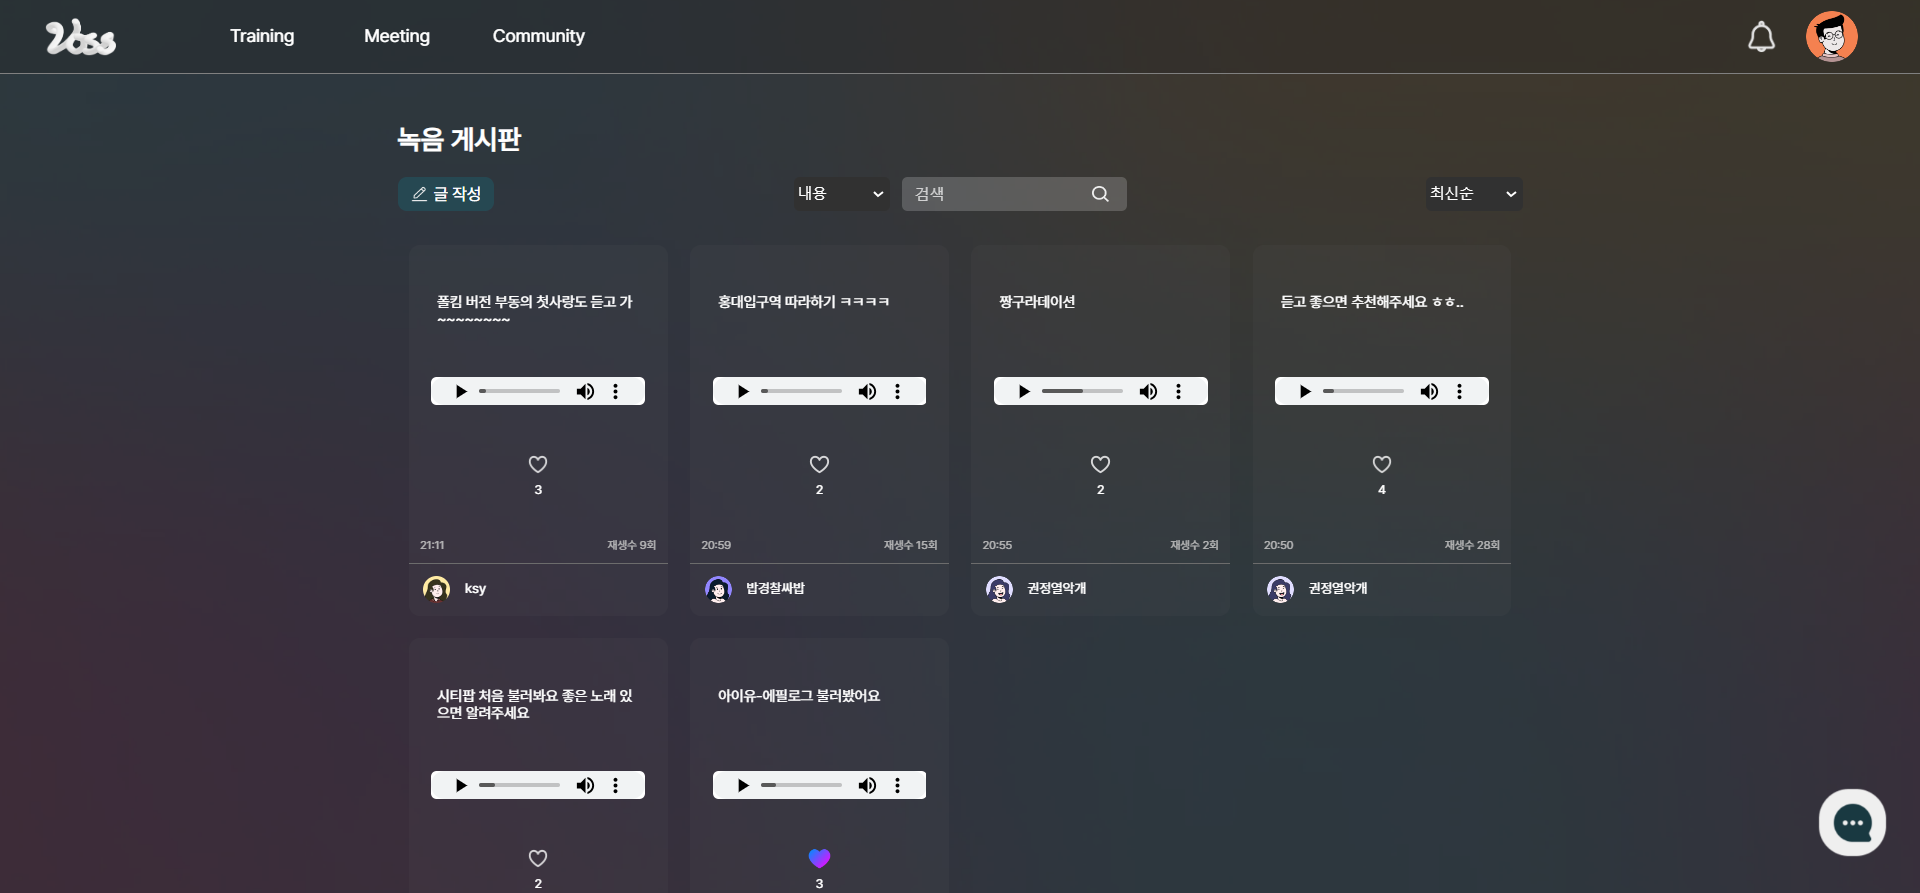 Voss
Training
Meeting
Community
녹음 게시판
글 작성
내용
검색
최신순
폴킴 버전 부동의 첫사랑도 듣고 가
~~~~~~~~
홍대입구역 따라하기 ㅋㅋㅋㅋ
짱구라데이션
듣고 좋으면 추천해주세요 ㅎㅎ..
3
2
2
4
21:11
재생수 9회
20:59
재생수 15회
20:55
재생수 2회
20:50
재생수 28회
ksy
밥경찰싸밥
권정열악개
권정열악개
시티팝 처음 불러봐요 좋은 노래 있
으면 알려주세요
아이유-에필로그 불러봤어요
2
3